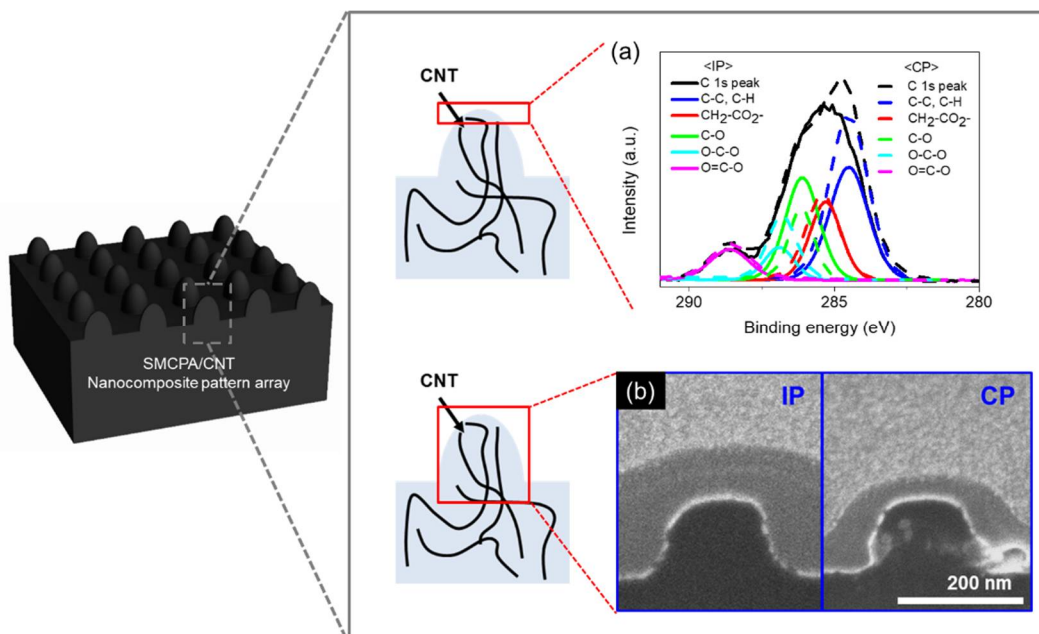 (a)
CNT
<IP>
C 1s peak
C-C, C-H
CH2-CO2-
C-O
O-C-O
O=C-O
<CP>
C 1s peak
C-C, C-H
CH2-CO2-
C-O
O-C-O
O=C-O
Intensity (a.u.)
290
285
280
Binding energy (eV)
SMCPA/CNT
Nanocomposite pattern array
CNT
(b)
IP
CP
200 nm